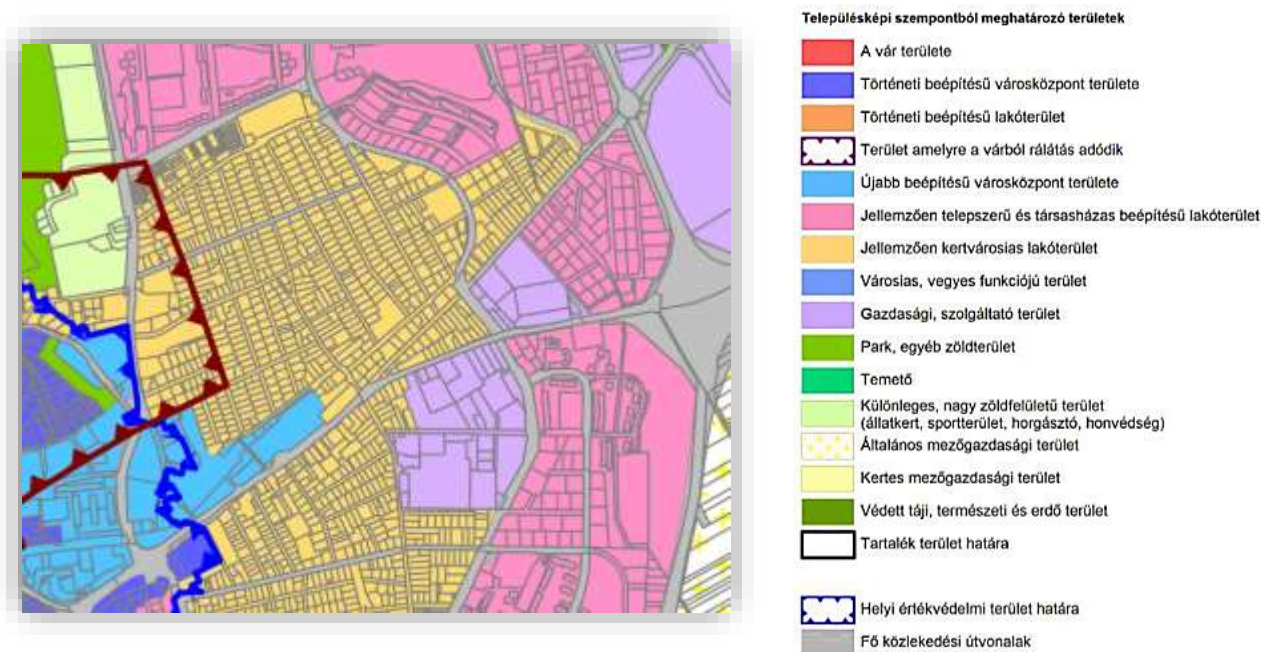 Településképi szempontból meghatározó területek
A vár területe
Történeti beépítésű városközpont területe
Történeti beépítésű lakóterület
Terület amelyre a várból rálátás adódik
Újabb beépítésű városközpont területe
Jellemzően telepszerű és társasházas beépítésű lakóterület
Jellemzően kertvárosias lakóterület
Városias, vegyes funkciójú terület
Gazdasági, szolgáltató terület
Park, egyéb zöldterület
Temető
Különleges, nagy zöldfelületű terület
(állatkert, sportterület, horgásztó, honvédség)
Általános mezőgazdasági terület
Kertes mezőgazdasági terület
Védett táji, természeti és erdő terület
Tartalék terület határa
Helyi értékvédelmi terület határa
Fő közlekedési útvonalak